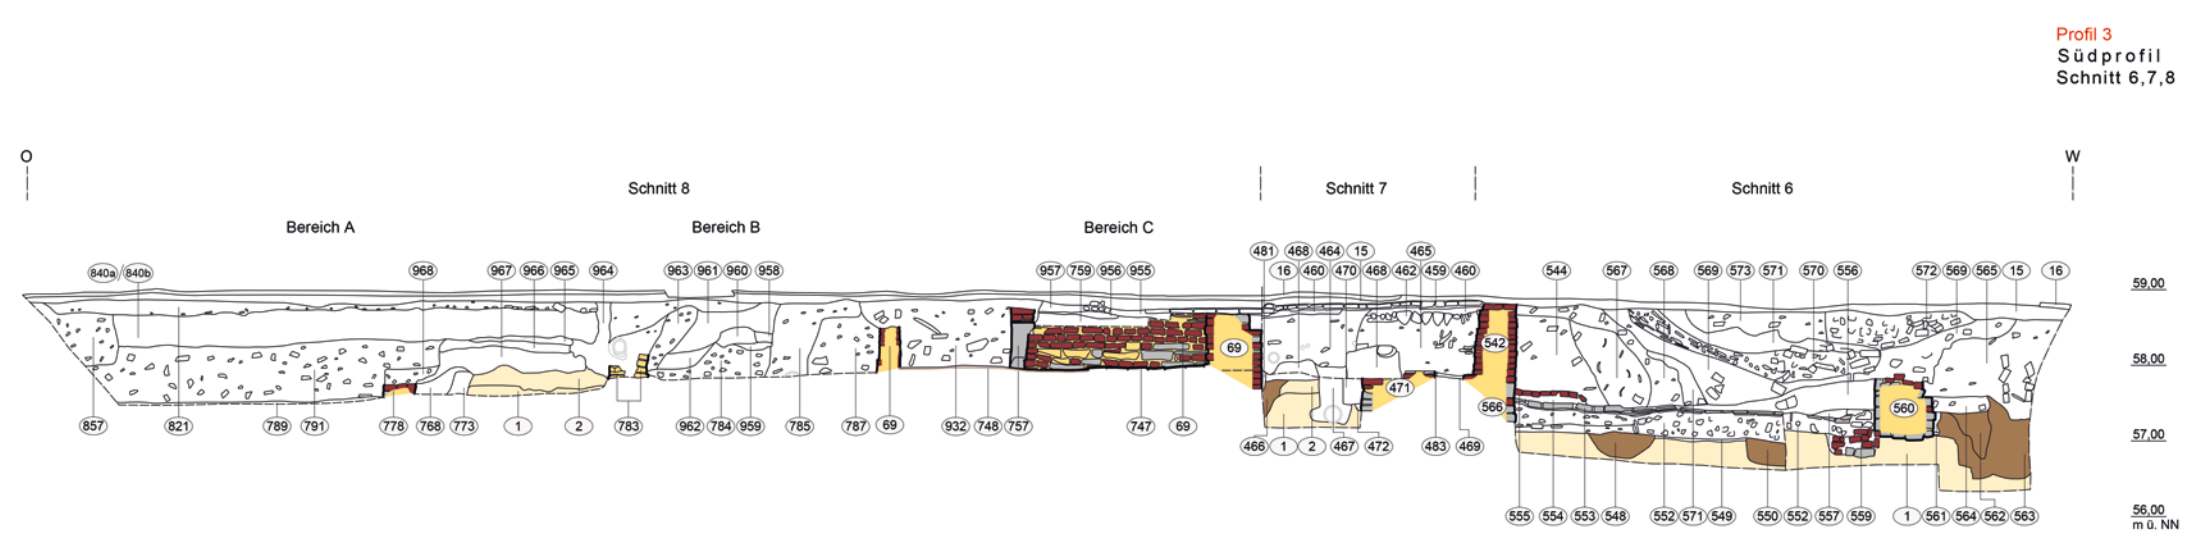 Profil 3
Südprofil
Schnitt 6,7,8
O
W
Schnitt 8
Schnitt 7
Schnitt 6
Bereich A
Bereich B
Bereich C
481 468 464 15 465
840a/840b 968 967 966 965 964 963 961 960 958 957 759 956 955 16 460 470 468 462 459 460 544 567 568 569 573 571 570 556 572 569 565 15 16
59,00
542
69
58,00
471
566
560
857 821 789 791 778 768 773 1 2 783 962 784 959 785 787 69 932 748 757 747 69
57,00
466 1 2 467 472 483 469
56,00
555 554 553 548 552 571 549 550 552 557 559 1 561 564 562 563
m ü. NN